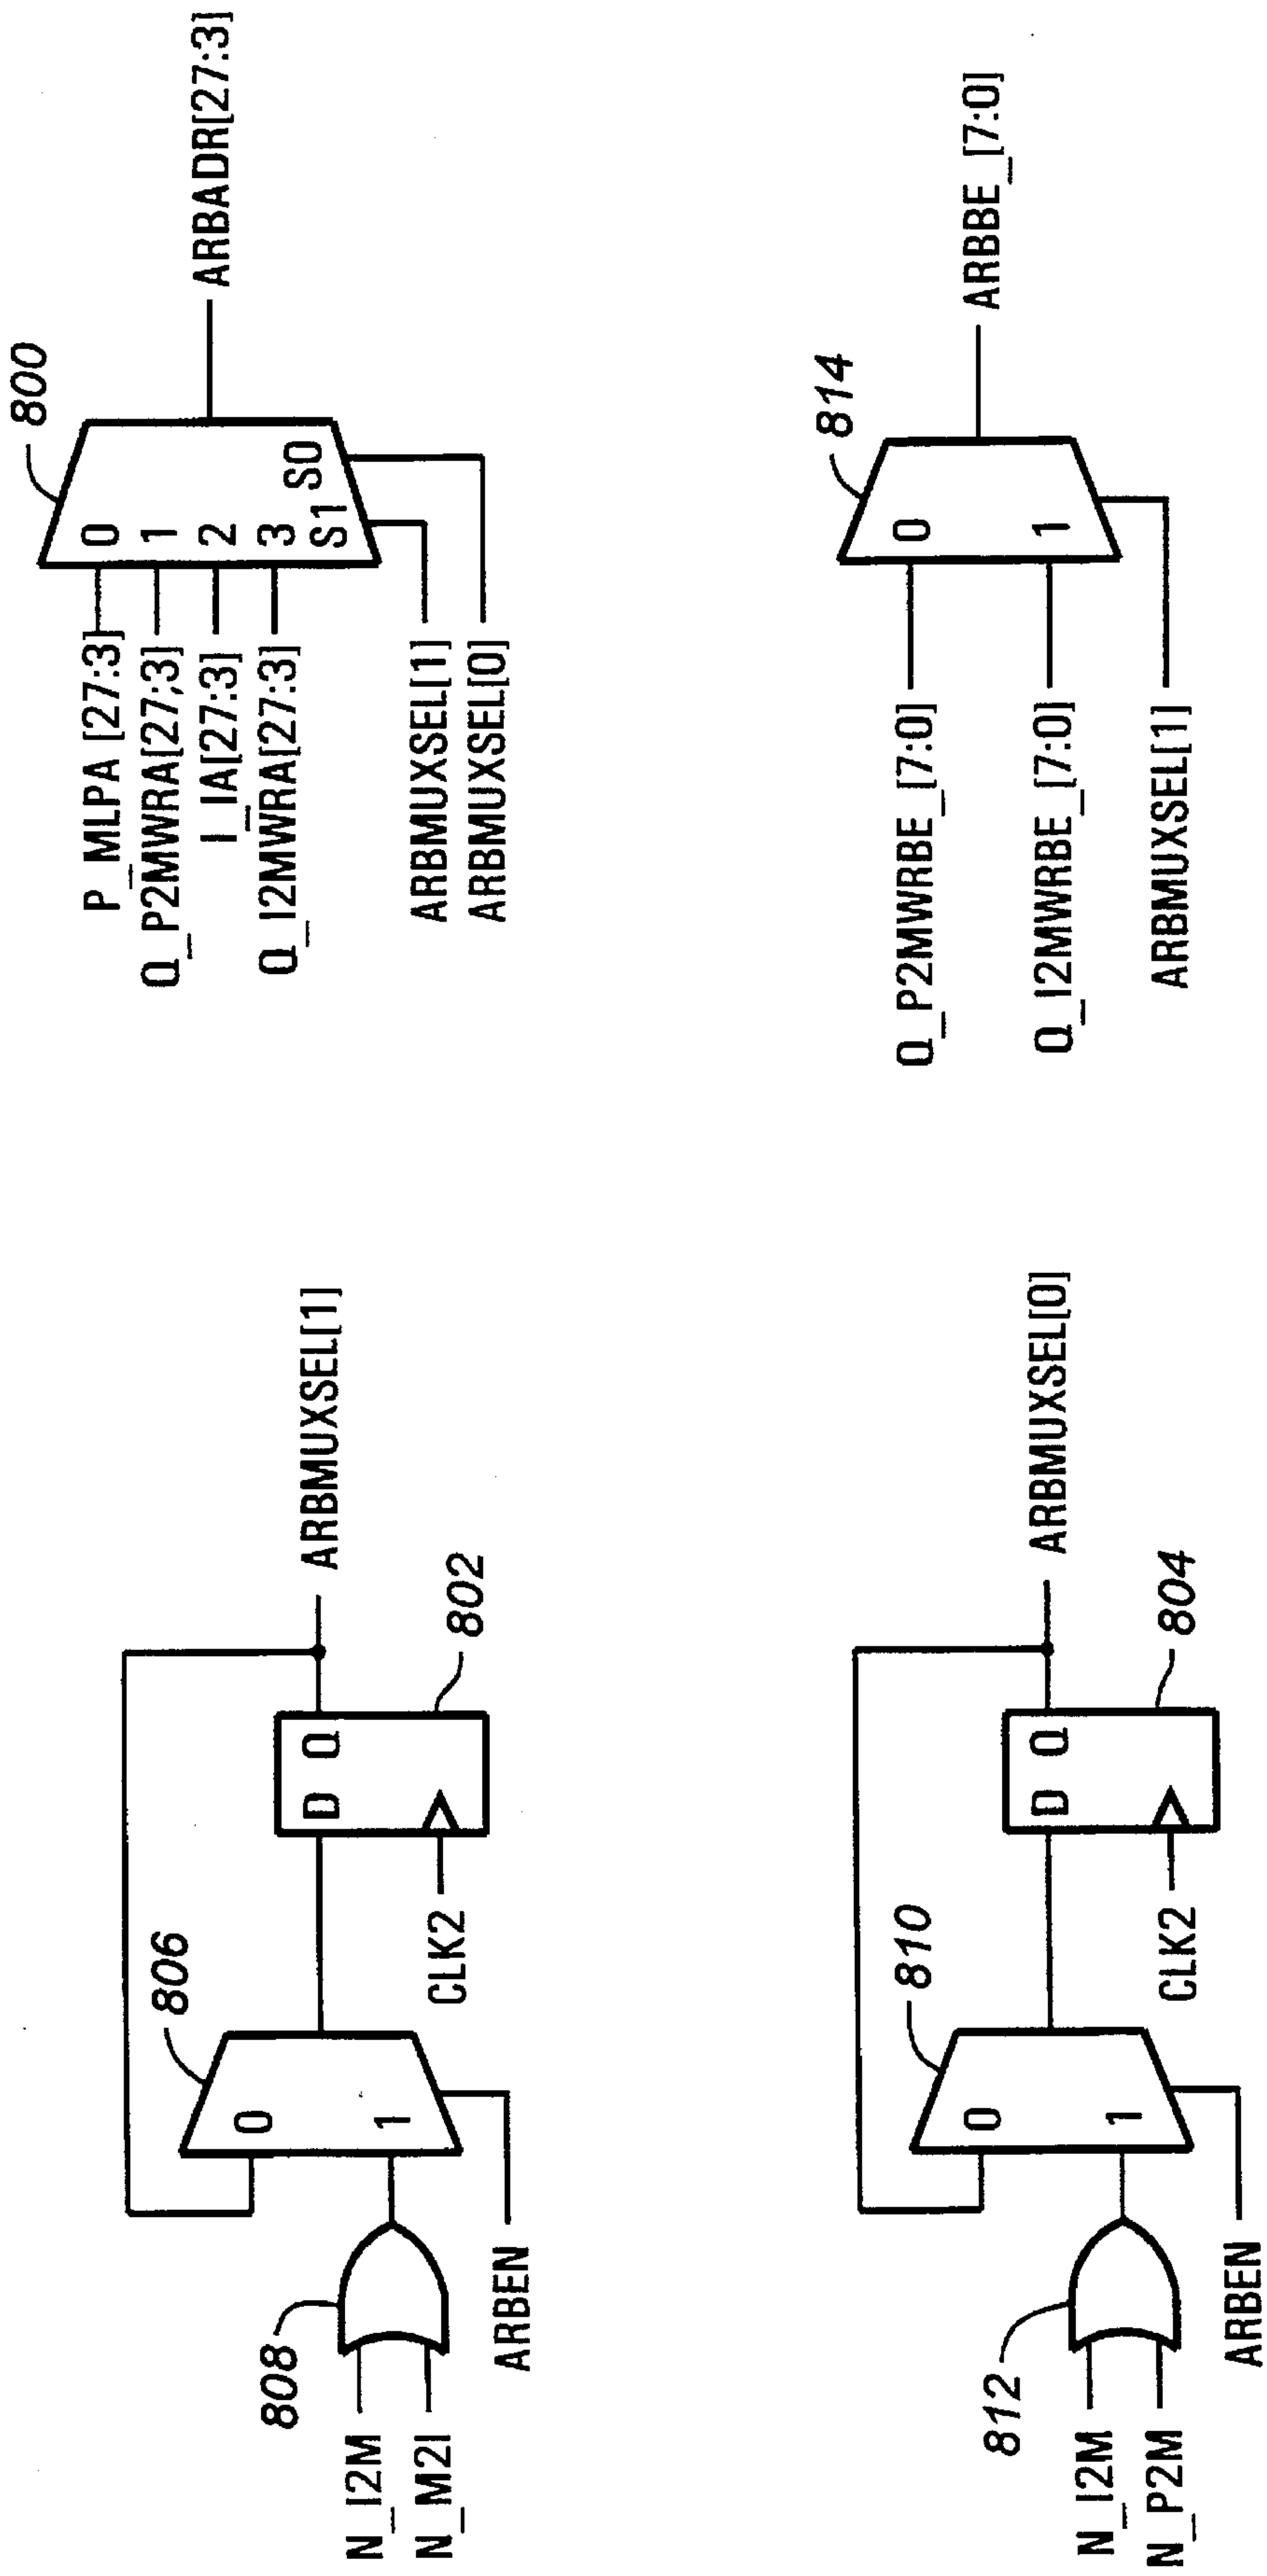 N_I2M
N_M2I
808
ARBEN
806
0
1
CLK2
D Q
802
ARBMUXSEL[1]
N_I2M
N_P2M
812
ARBEN
810
0
1
CLK2
D Q
804
ARBMUXSEL[0]
P_MLPA [27:3]
Q_P2MWRA[27;3]
I_IA[27:3]
Q_I2MWRA[27:3]
ARBMUXSEL[1]
ARBMUXSEL[0]
0
1
2
3
S1
S0
800
ARBADR[27:3]
Q_P2MWRBE_[7:0]
Q_I2MWRBE_[7:0]
ARBMUXSEL[1]
0
1
814
ARBBE_[7:0]